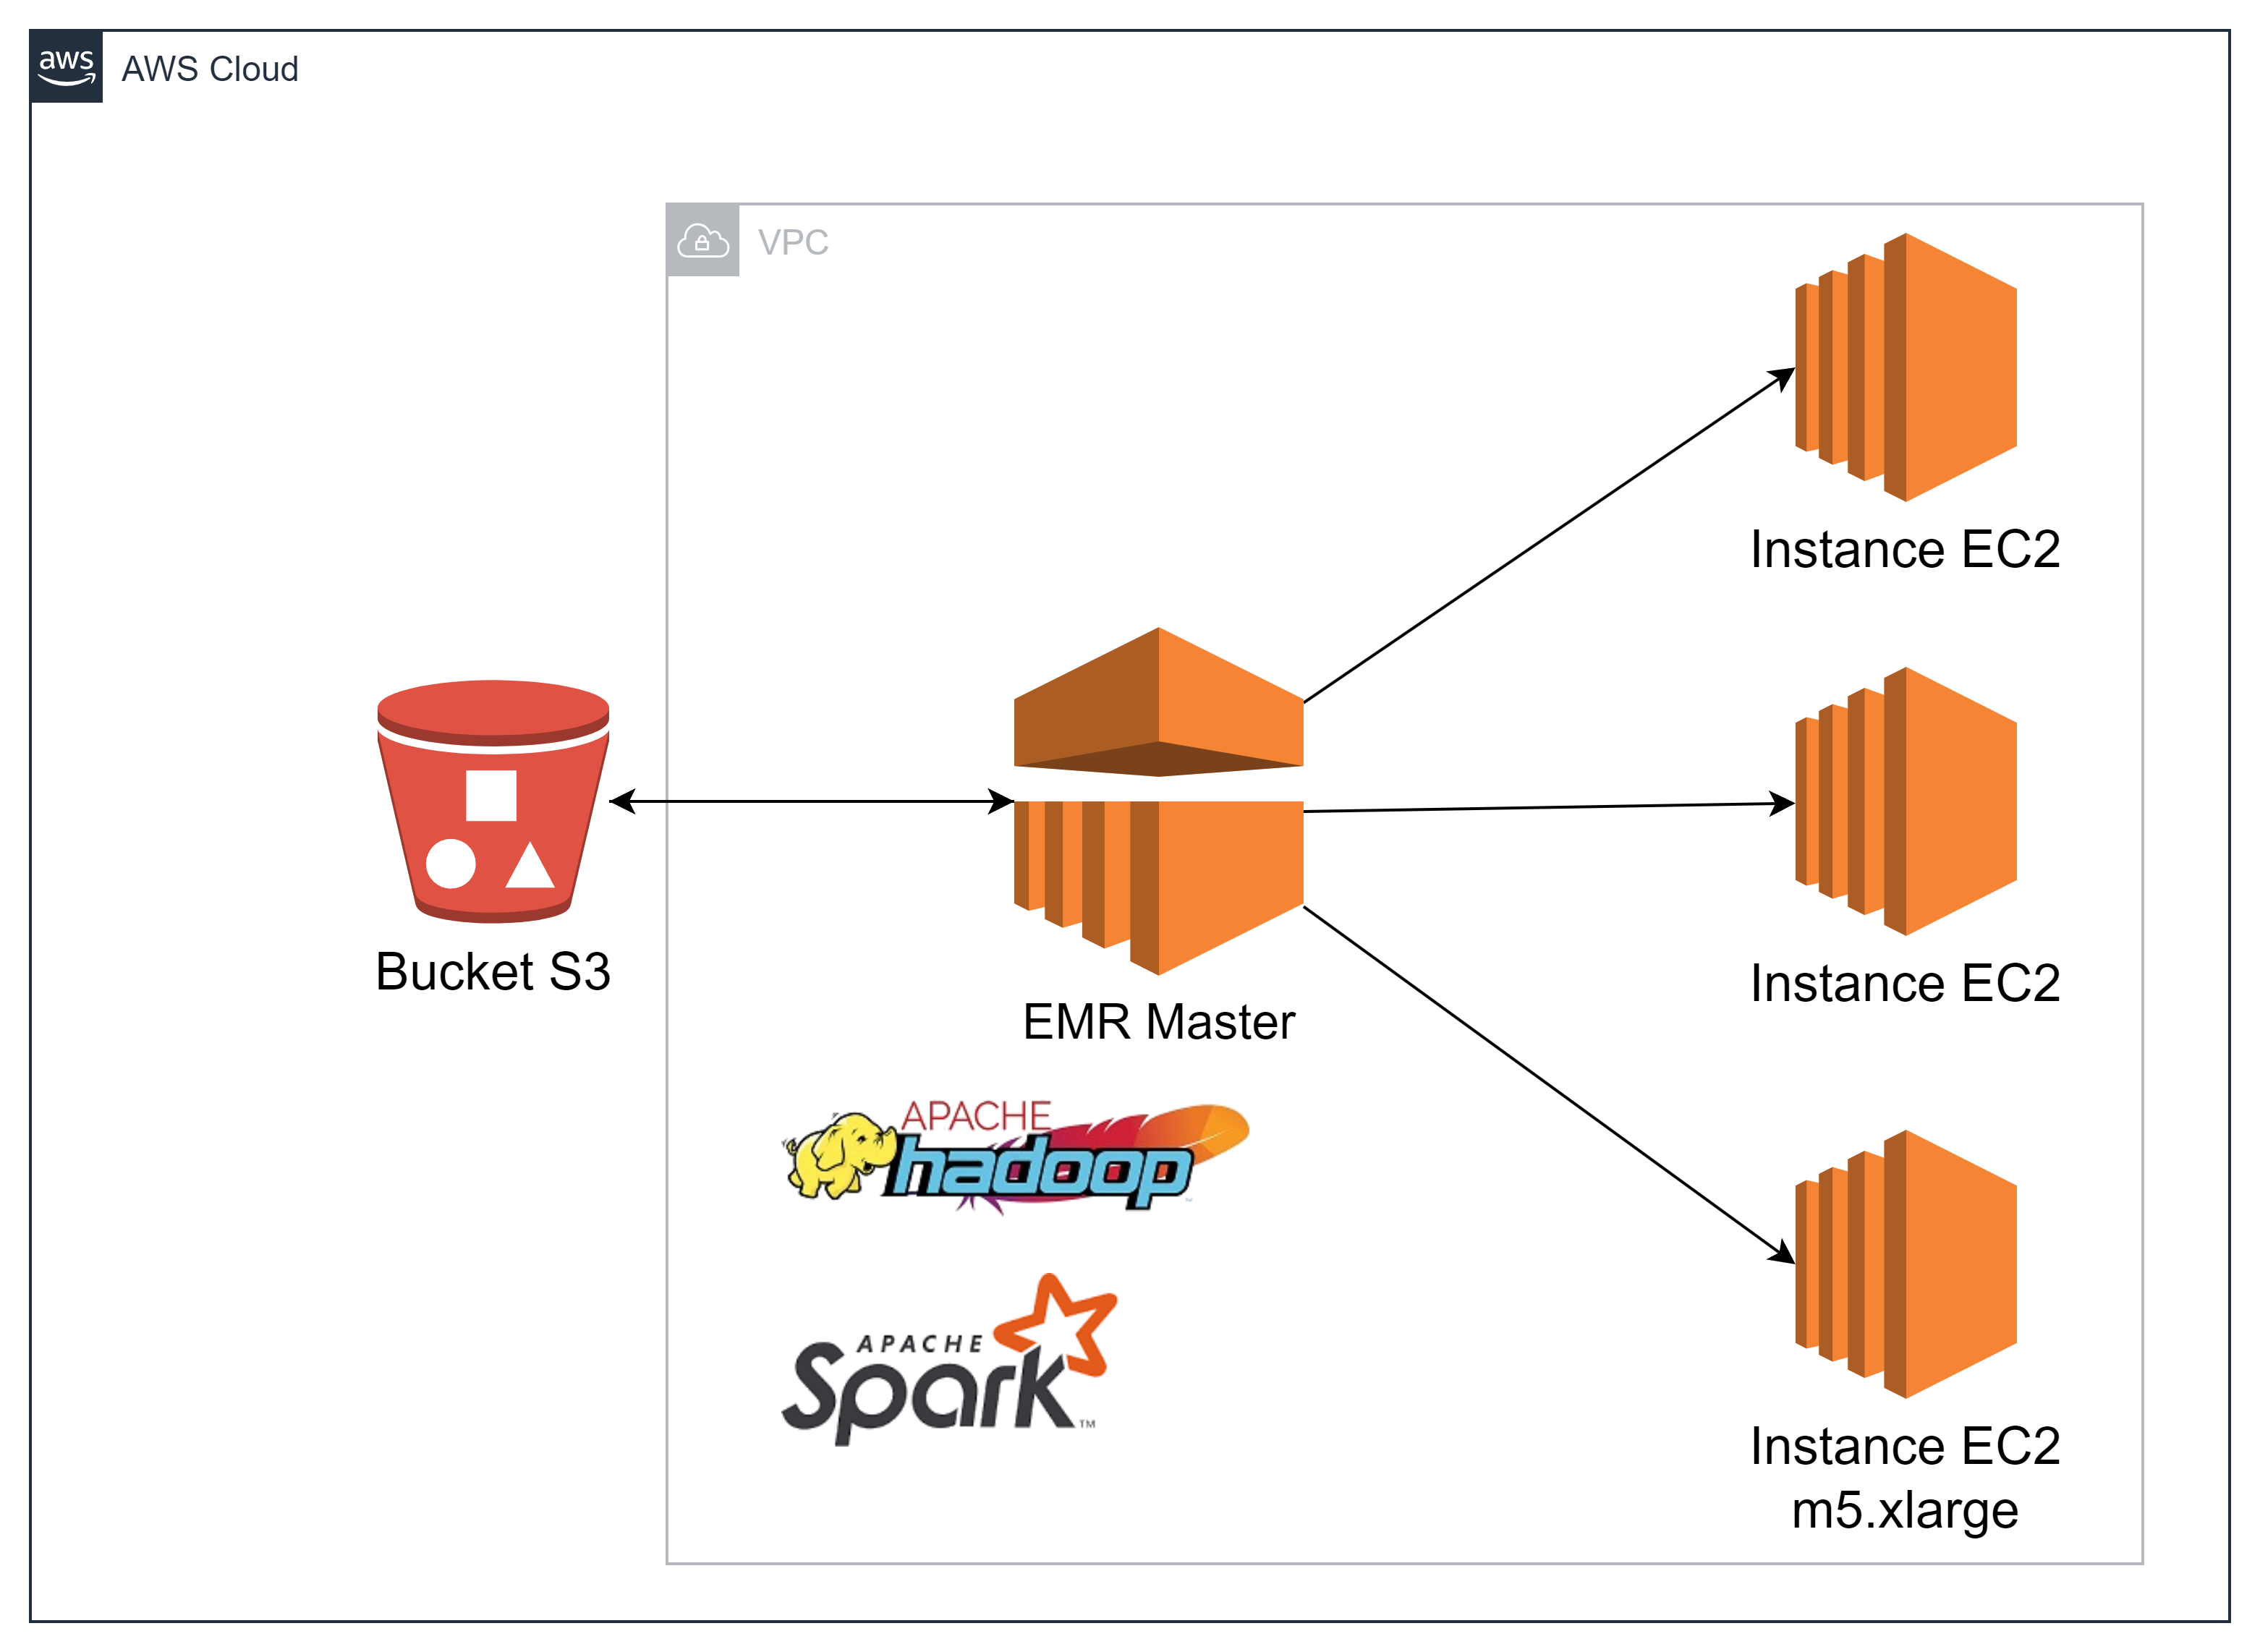 aws
AWS Cloud
VPC
Instance EC2
Instance EC2
Bucket S3
EMR Master
APACHE
hadoop
APACHE
Spark™
Instance EC2
m5.xlarge